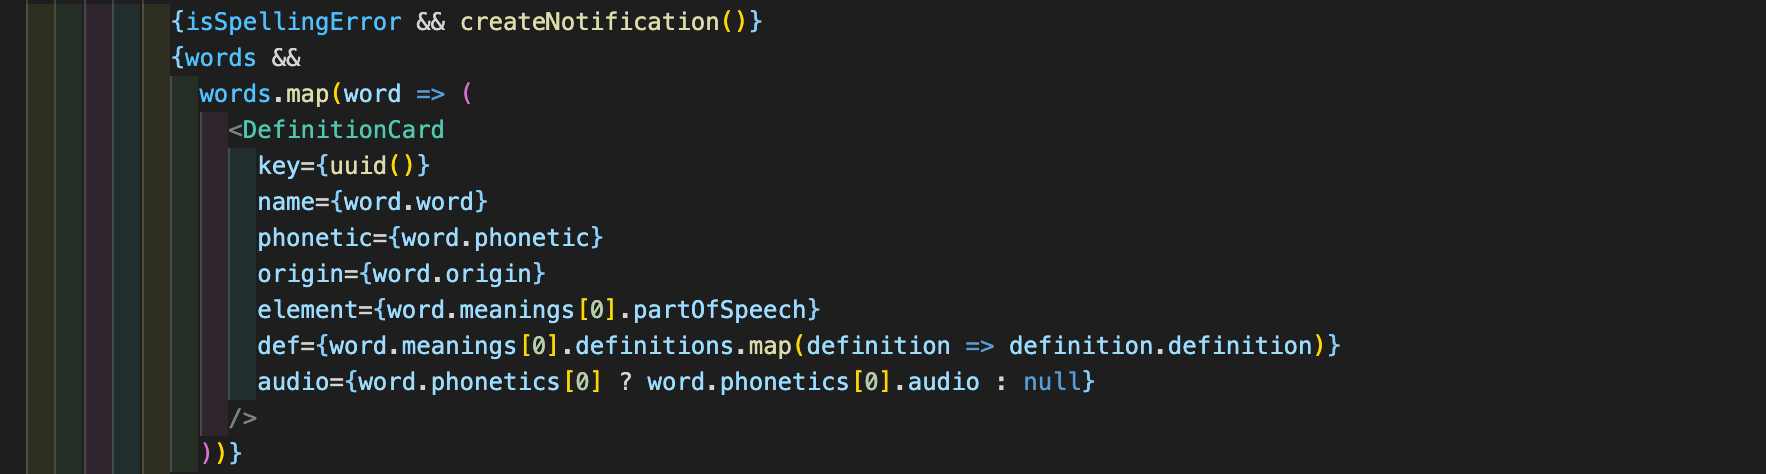 {isSpellingError && createNotification()}
{words &&
words.map(word => (
<DefinitionCard
key={uuid()}
name={word.word}
phonetic={word.phonetic}
origin={word.origin}
element={word.meanings[0].partOfSpeech}
def={word.meanings[0].definitions.map(definition => definition.definition)}
audio={word.phonetics[0] ? word.phonetics[0].audio : null}
/>
))}